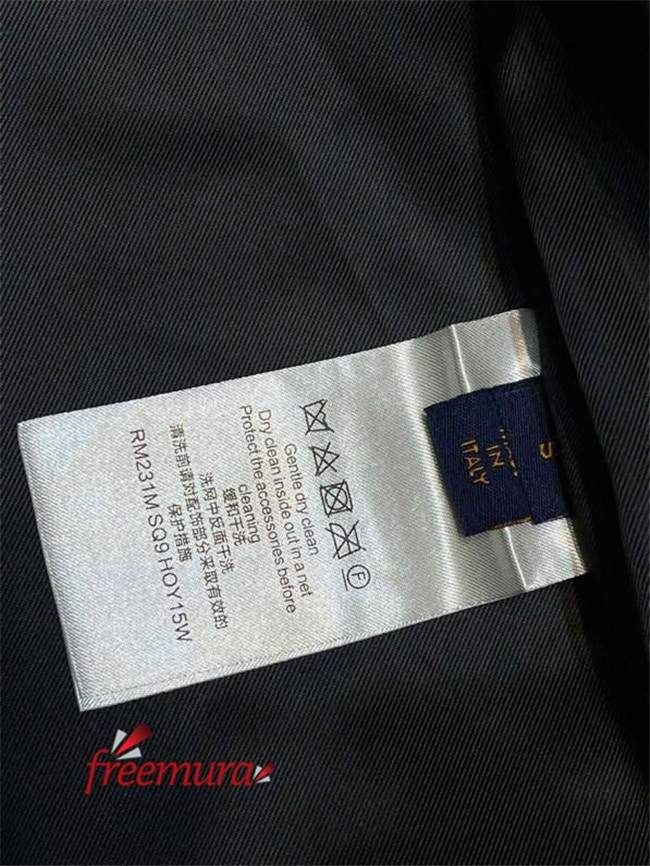 Gentle dry clean
Dry clean inside out in a net
Protect the accessories before
cleaning
缓和干洗
洗网中反面干洗
清洗前请对配饰部分采取有效的
保护措施
RM231M SQ9 HOY15W
F
S
IN
ITALY
freemura